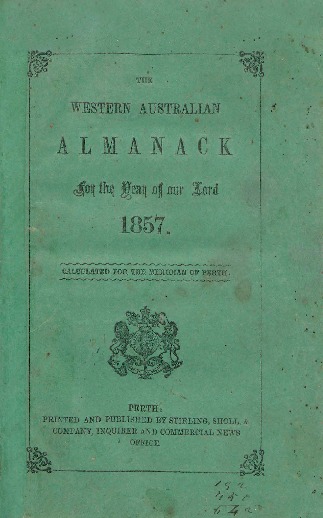 THE
WESTERN AUSTRALIAN
ALMANACK
For the Year of our Lord
1857.
CALCULATED FOR THE MERIDIAN OF PERTH.
PERTH:
PRINTED AND PUBLISHED BY STIRLING, SHOLL, &
COMPANY, INQUIRER AND COMMERCIAL NEWS
OFFICE.